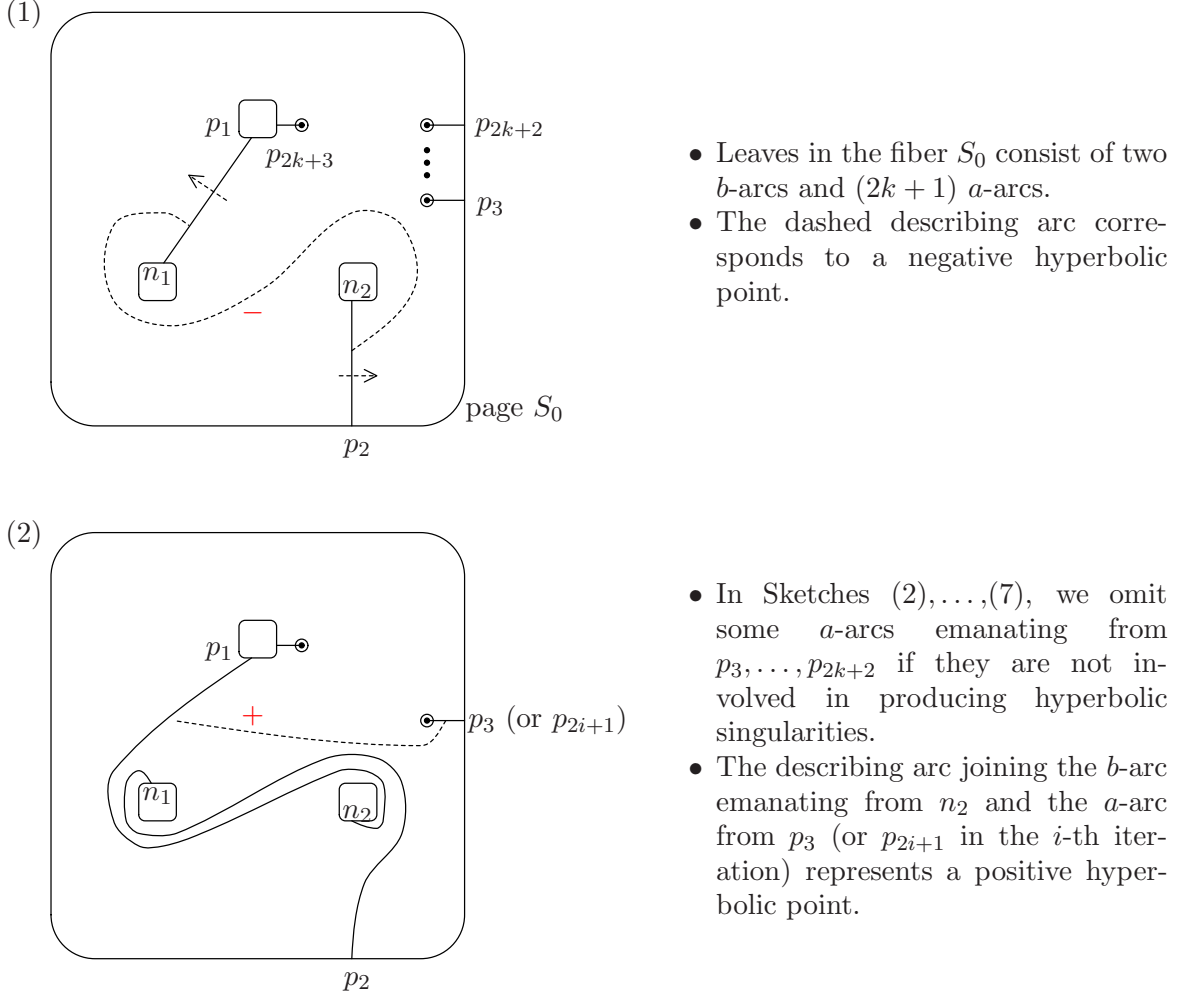 (1)
p₁
p₂ₖ₊₃
p₂ₖ₊₂
p₃
n₁
n₂
−
page S₀
p₂
• Leaves in the fiber S₀ consist of two
b-arcs and (2k + 1) a-arcs.
• The dashed describing arc corre-
sponds to a negative hyperbolic
point.
(2)
p₁
+
p₃ (or p₂ᵢ₊₁)
n₁
n₂
p₂
• In Sketches (2),...,(7), we omit
some a-arcs emanating from
p₃,...,p₂ₖ₊₂ if they are not in-
volved in producing hyperbolic
singularities.
• The describing arc joining the b-arc
emanating from n₂ and the a-arc
from p₃ (or p₂ᵢ₊₁ in the i-th iter-
ation) represents a positive hyper-
bolic point.